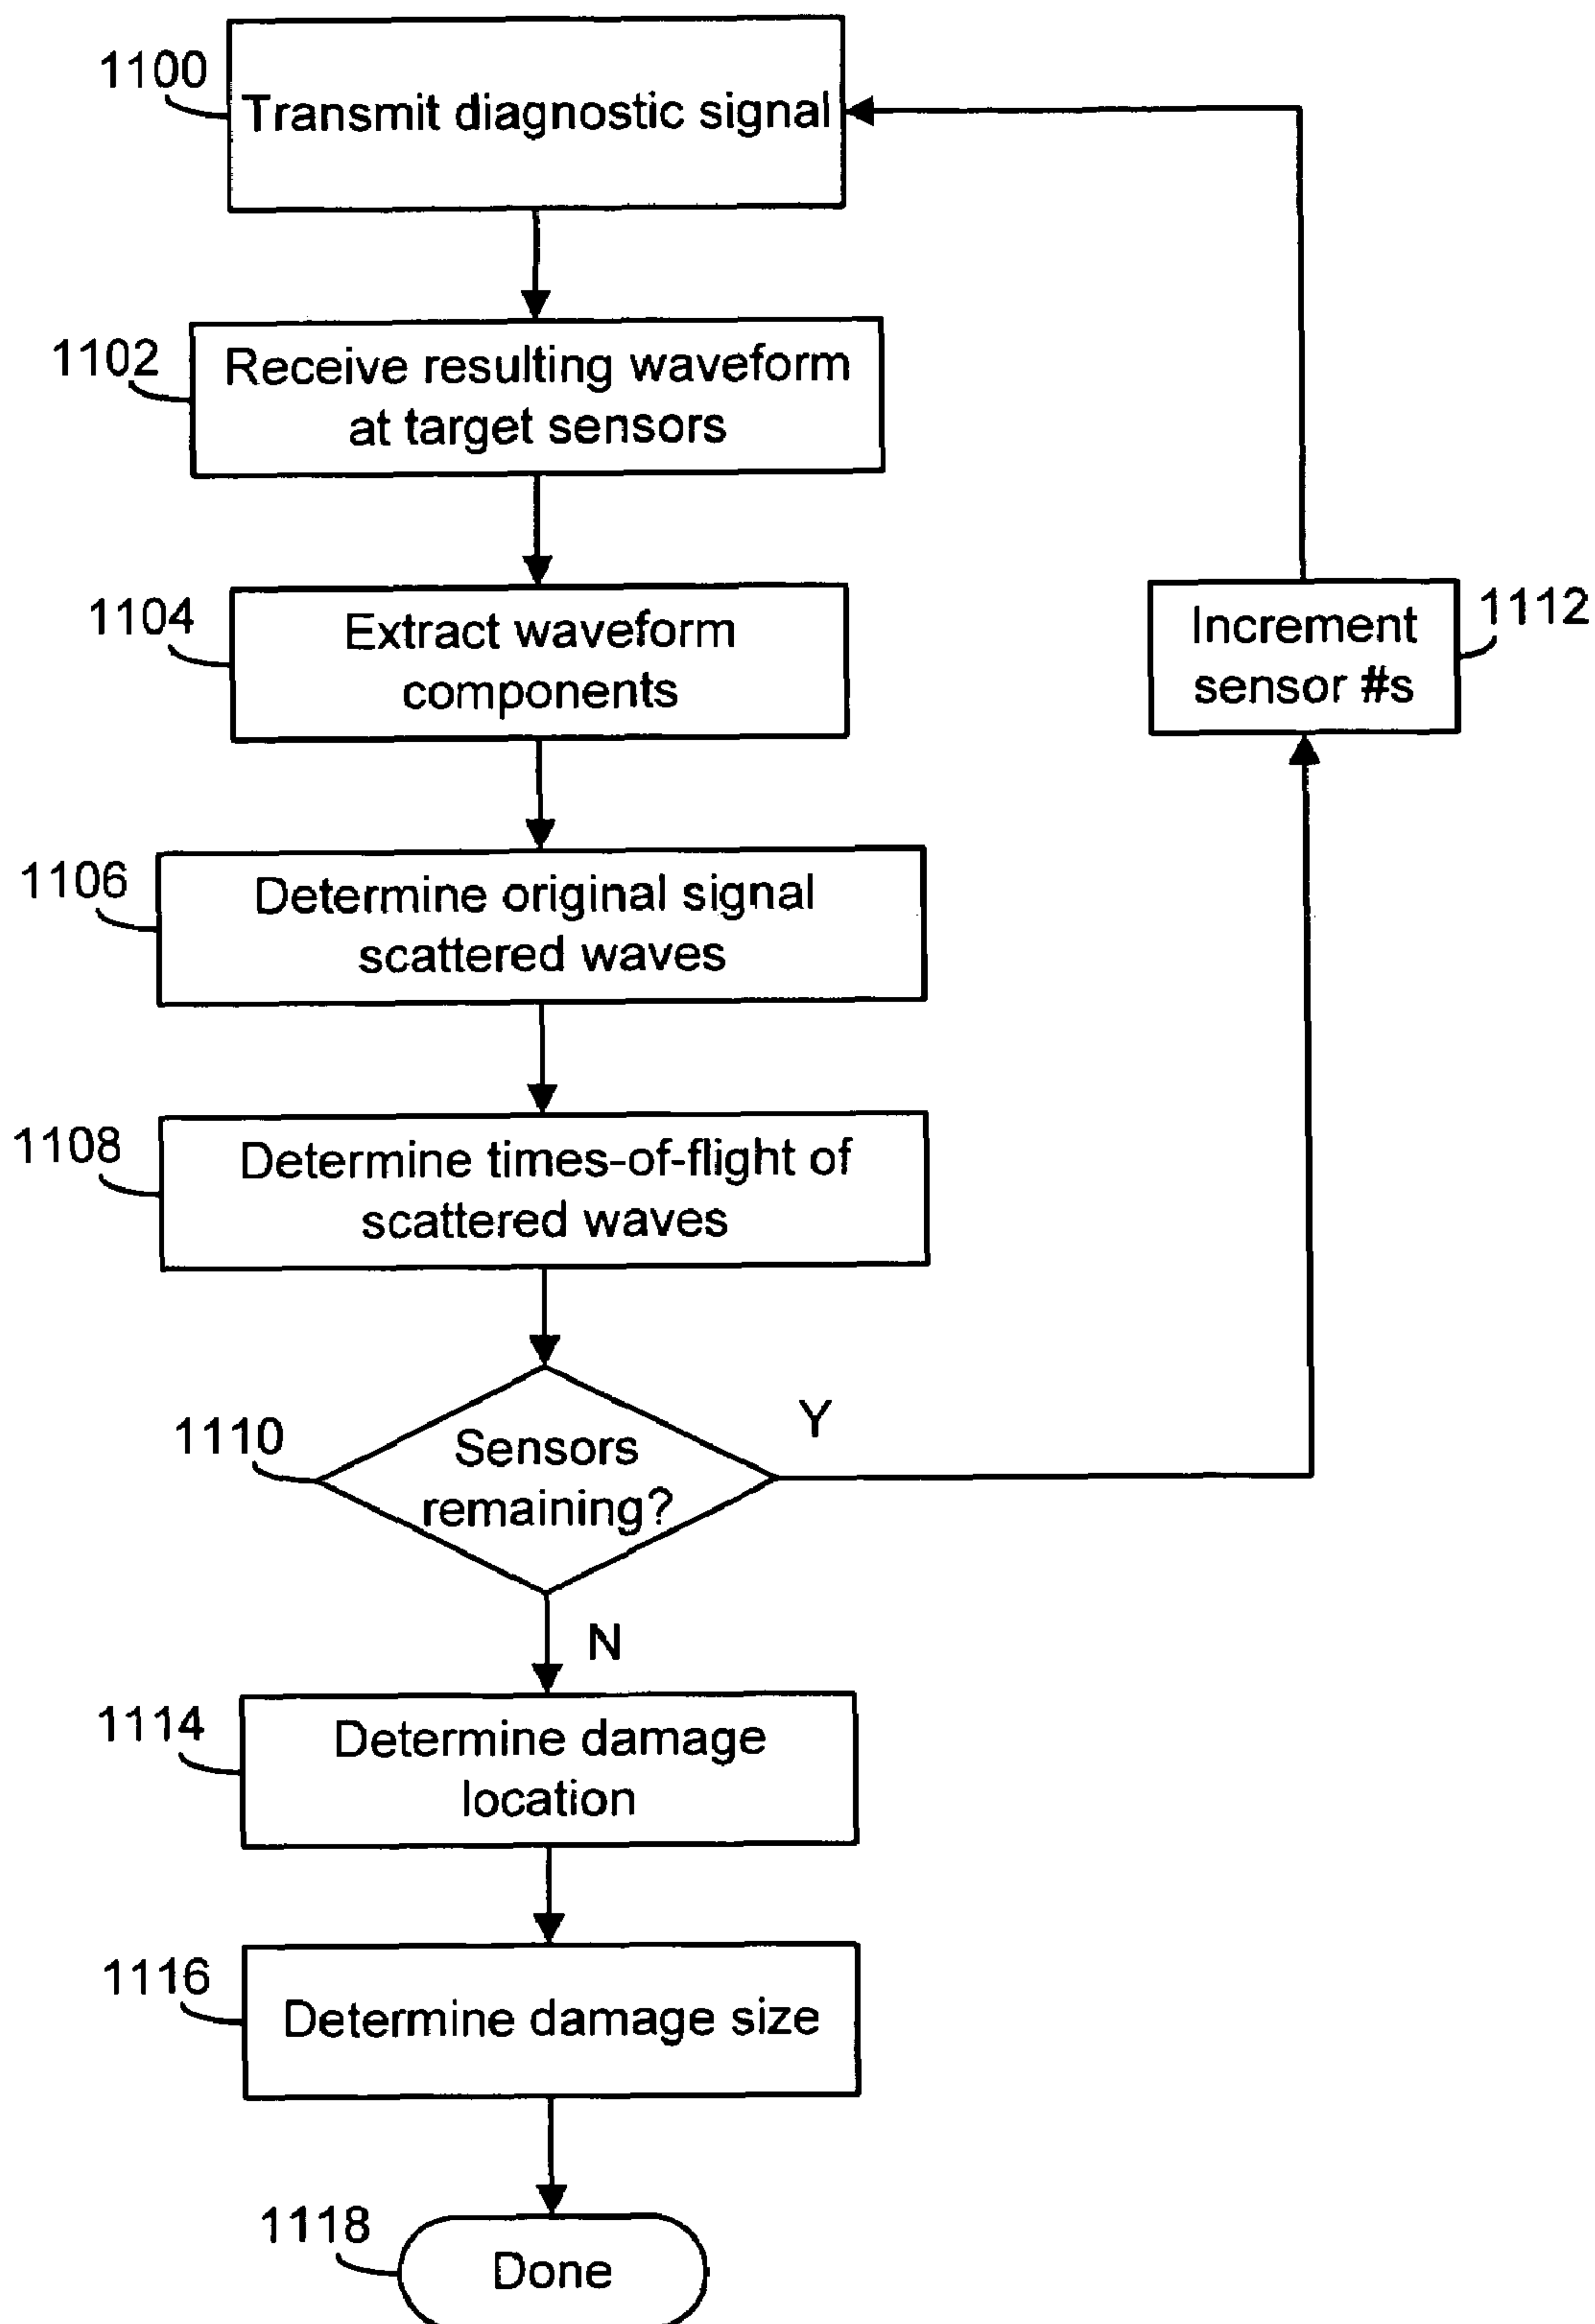 1100
Transmit diagnostic signal
1102
Receive resulting waveform
at target sensors
1104
Extract waveform
components
1112
Increment
sensor #s
1106
Determine original signal
scattered waves
1108
Determine times-of-flight of
scattered waves
1110
Sensors
remaining?
Y
N
1114
Determine damage
location
1116
Determine damage size
1118
Done